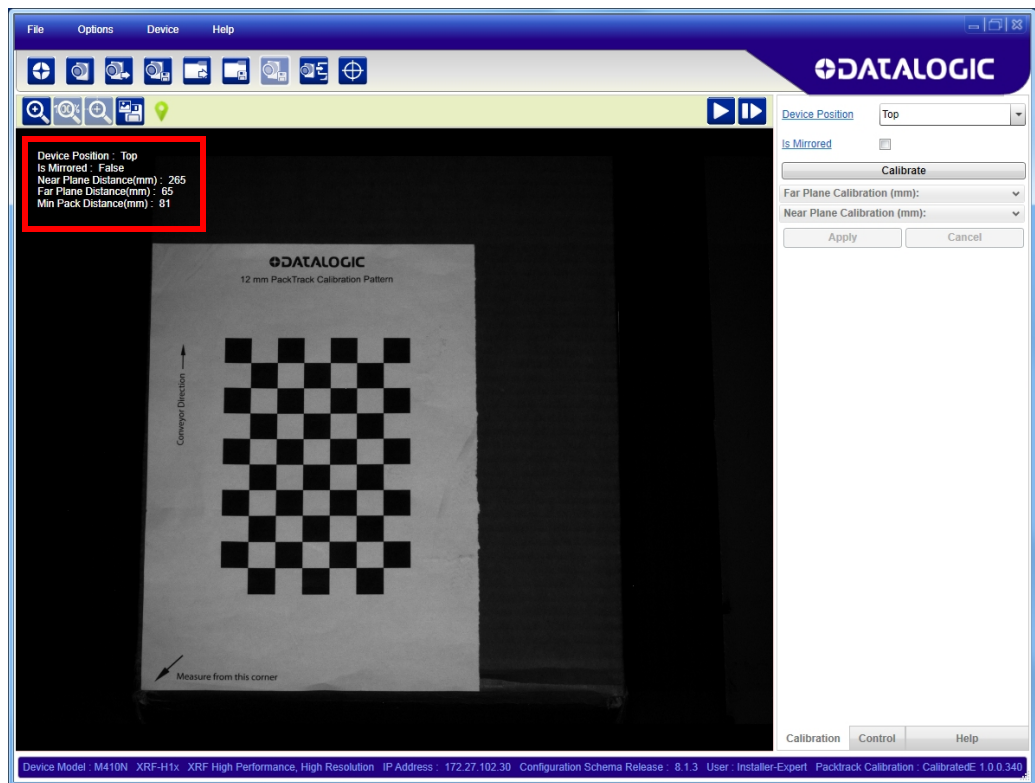 File Options Device Help
DATALOGIC
Device Position Top
Is Mirrored
Calibrate
Far Plane Calibration (mm):
Near Plane Calibration (mm):
Apply Cancel
Device Position : Top
Is Mirrored : False
Near Plane Distance(mm) : 265
Far Plane Distance(mm) : 65
Min Pack Distance(mm) : 81
DATALOGIC
12 mm PackTrack Calibration Pattern
Conveyor Direction
Measure from this corner
Calibration Control Help
Device Model : M410N XRF-H1x XRF High Performance, High Resolution IP Address : 172.27.102.30 Configuration Schema Release : 8.1.3 User : Installer-Expert Packtrack Calibration : CalibratedE 1.0.0.340